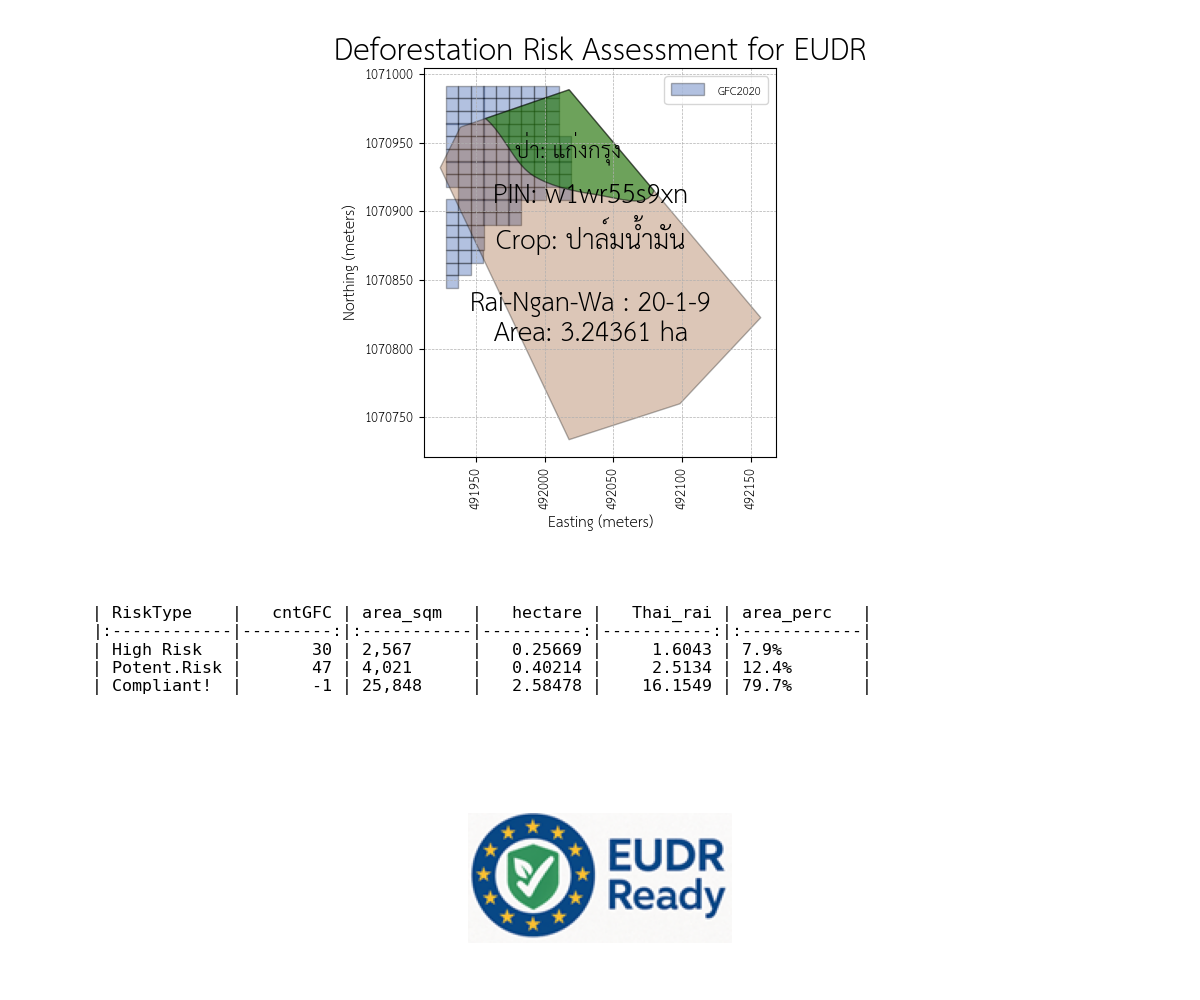 Deforestation Risk Assessment for EUDR
GFC2020
1071000
1070950
1070900
1070850
1070800
1070750
Northing (meters)
ป่า: แก่งกรุง
PIN: w1wr55s9xn
Crop: ปาล์มน้ำมัน
Rai-Ngan-Wa : 20-1-9
Area: 3.24361 ha
491950
492000
492050
492100
492150
Easting (meters)
| RiskType    |   cntGFC | area_sqm   |   hectare |   Thai_rai | area_perc   |
|:------------|---------:|:-----------|----------:|-----------:|:------------|
| High Risk   |       30 | 2,567      |   0.25669 |     1.6043 | 7.9%        |
| Potent.Risk |       47 | 4,021      |   0.40214 |     2.5134 | 12.4%       |
| Compliant!  |       -1 | 25,848     |   2.58478 |    16.1549 | 79.7%       |
EUDR
Ready